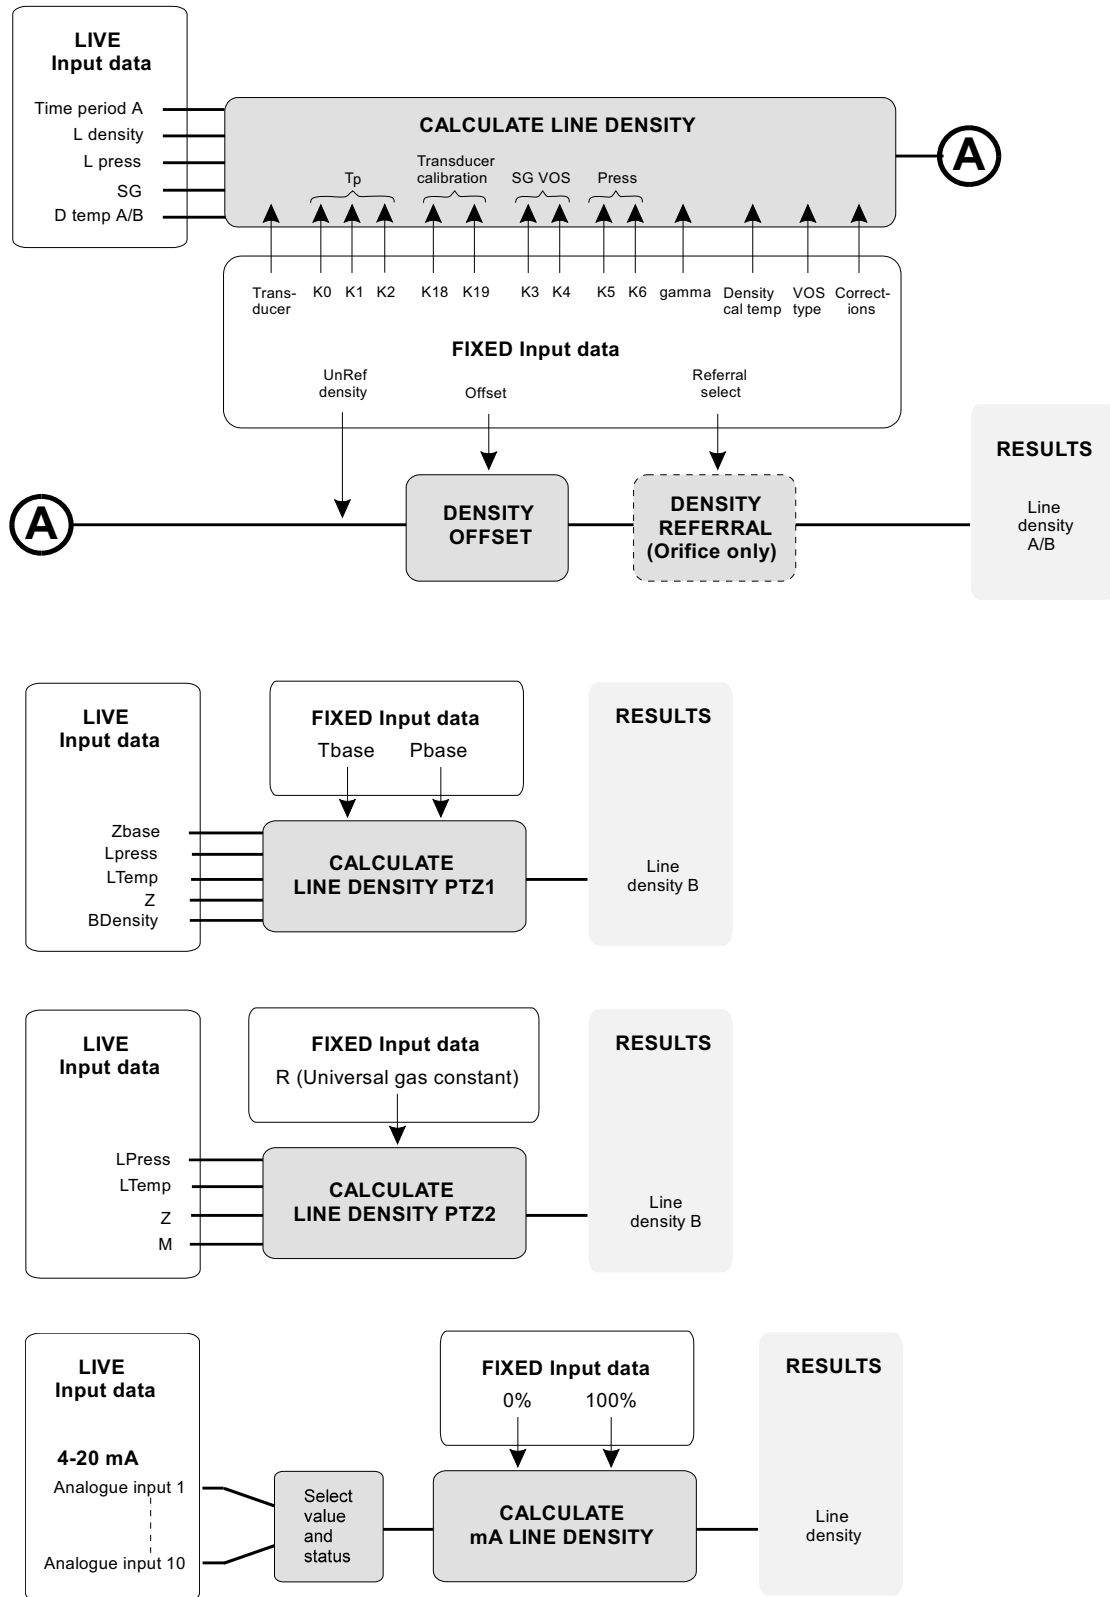 LIVE
Input data
Time period A
L density
L press
SG
D temp A/B
CALCULATE LINE DENSITY
Tp
Transducer
calibration
SG VOS
Press
A
Trans-
ducer
K0
K1
K2
K18
K19
K3
K4
K5
K6
gamma
Density
cal temp
VOS
type
Correct-
ions
FIXED Input data
UnRef
density
Offset
Referral
select
A
DENSITY
OFFSET
DENSITY
REFERRAL
(Orifice only)
RESULTS
Line
density
A/B
LIVE
Input data
Zbase
Lpress
LTemp
Z
BDensity
FIXED Input data
Tbase Pbase
CALCULATE
LINE DENSITY PTZ1
RESULTS
Line
density B
LIVE
Input data
LPress
LTemp
Z
M
FIXED Input data
R (Universal gas constant)
CALCULATE
LINE DENSITY PTZ2
RESULTS
Line
density B
LIVE
Input data
4-20 mA
Analogue input 1
Analogue input 10
Select
value
and
status
FIXED Input data
0% 100%
CALCULATE
mA LINE DENSITY
RESULTS
Line
density